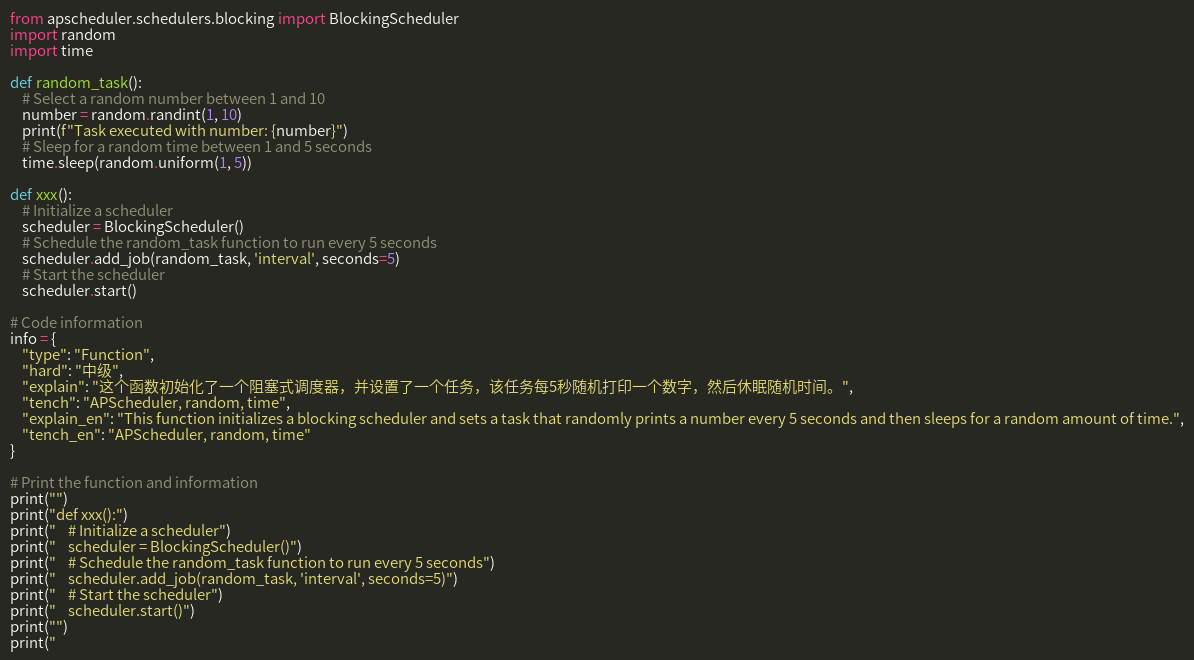 from apscheduler.schedulers.blocking import BlockingScheduler
import random
import time

def random_task():
    # Select a random number between 1 and 10
    number = random.randint(1, 10)
    print(f"Task executed with number: {number}")
    # Sleep for a random time between 1 and 5 seconds
    time.sleep(random.uniform(1, 5))

def xxx():
    # Initialize a scheduler
    scheduler = BlockingScheduler()
    # Schedule the random_task function to run every 5 seconds
    scheduler.add_job(random_task, 'interval', seconds=5)
    # Start the scheduler
    scheduler.start()

# Code information
info = {
    "type": "Function",
    "hard": "中级",
    "explain": "这个函数初始化了一个阻塞式调度器，并设置了一个任务，该任务每5秒随机打印一个数字，然后休眠随机时间。",
    "tench": "APScheduler, random, time",
    "explain_en": "This function initializes a blocking scheduler and sets a task that randomly prints a number every 5 seconds and then sleeps for a random amount of time.",
    "tench_en": "APScheduler, random, time"
}

# Print the function and information
print("")
print("def xxx():")
print("    # Initialize a scheduler")
print("    scheduler = BlockingScheduler()")
print("    # Schedule the random_task function to run every 5 seconds")
print("    scheduler.add_job(random_task, 'interval', seconds=5)")
print("    # Start the scheduler")
print("    scheduler.start()")
print("")
print("